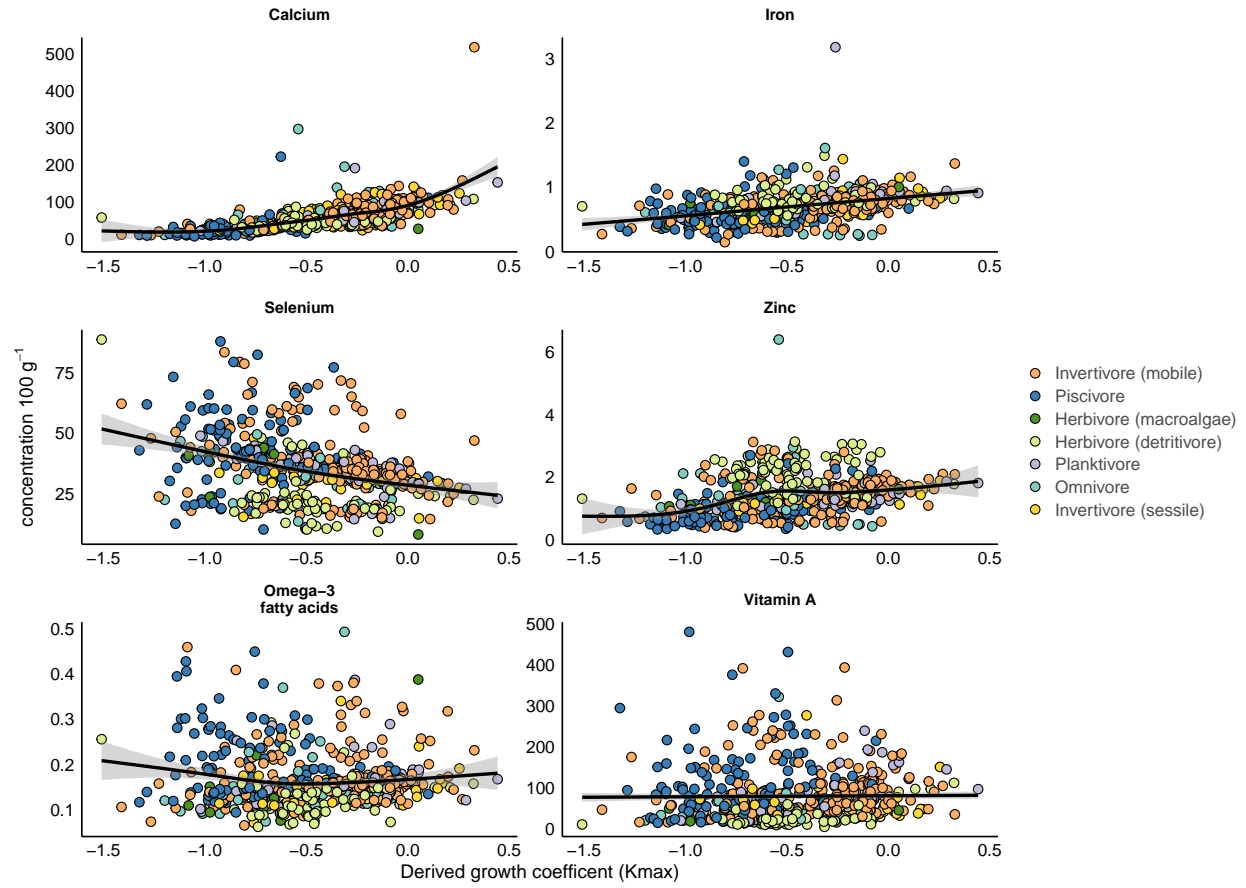 Calcium
Iron
500
400
300
200
100
0
3
2
1
0
−1.5 −1.0 −0.5 0.0 0.5
−1.5 −1.0 −0.5 0.0 0.5
Selenium
Zinc
concentration 100 g−1
75
50
25
6
4
2
0
−1.5 −1.0 −0.5 0.0 0.5
−1.5 −1.0 −0.5 0.0 0.5
Invertivore (mobile)
Piscivore
Herbivore (macroalgae)
Herbivore (detritivore)
Planktivore
Omnivore
Invertivore (sessile)
Omega−3
fatty acids
Vitamin A
0.5
0.4
0.3
0.2
0.1
500
400
300
200
100
0
−1.5 −1.0 −0.5 0.0 0.5
−1.5 −1.0 −0.5 0.0 0.5
Derived growth coefficent (Kmax)